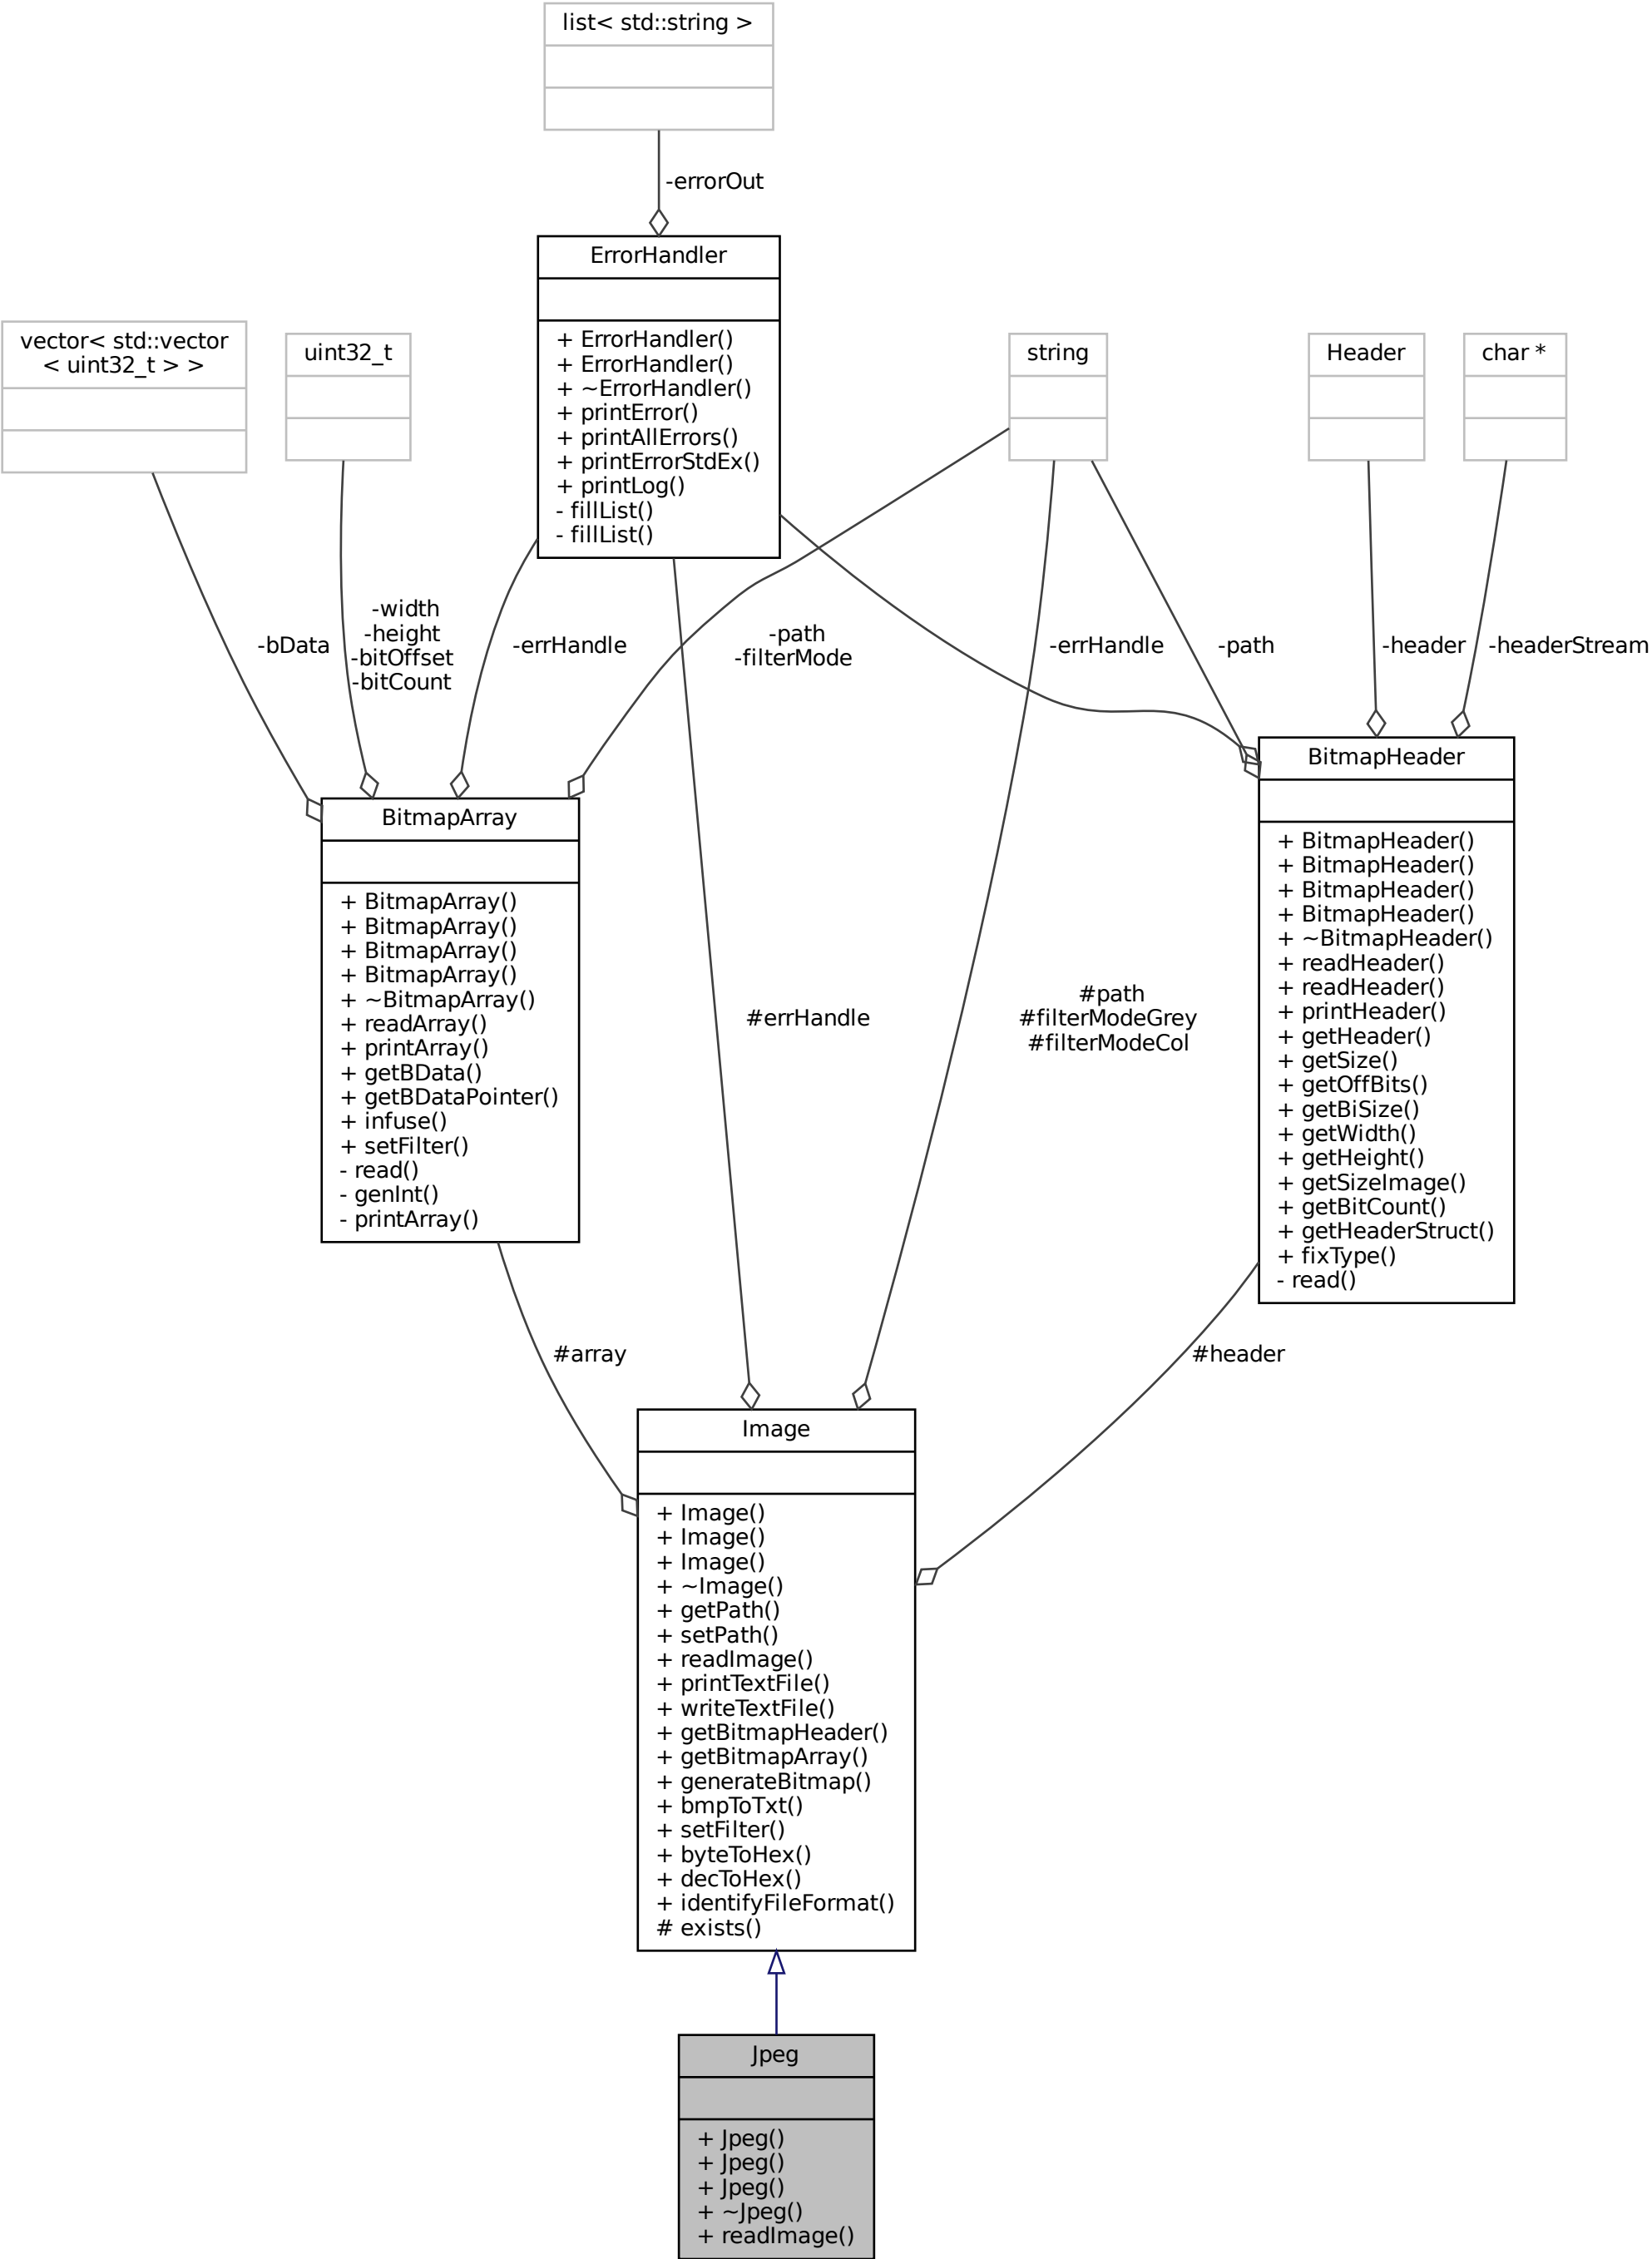 list< std::string >
-errorOut
ErrorHandler
+ ErrorHandler()
+ ErrorHandler()
+ ~ErrorHandler()
+ printError()
+ printAllErrors()
+ printErrorStdEx()
+ printLog()
- fillList()
- fillList()
vector< std::vector
< uint32_t > >
uint32_t
string
Header
char *
-bData
-width
-height
-bitOffset
-bitCount
-errHandle
-path
-filterMode
-errHandle
-path
-header
-headerStream
BitmapArray
+ BitmapArray()
+ BitmapArray()
+ BitmapArray()
+ BitmapArray()
+ ~BitmapArray()
+ readArray()
+ printArray()
+ getBData()
+ getBDataPointer()
+ infuse()
+ setFilter()
- read()
- genInt()
- printArray()
BitmapHeader
+ BitmapHeader()
+ BitmapHeader()
+ BitmapHeader()
+ BitmapHeader()
+ ~BitmapHeader()
+ readHeader()
+ readHeader()
+ printHeader()
+ getHeader()
+ getSize()
+ getOffBits()
+ getBiSize()
+ getWidth()
+ getHeight()
+ getSizeImage()
+ getBitCount()
+ getHeaderStruct()
+ fixType()
- read()
#errHandle
#path
#filterModeGrey
#filterModeCol
#array
#header
Image
+ Image()
+ Image()
+ Image()
+ ~Image()
+ getPath()
+ setPath()
+ readImage()
+ printTextFile()
+ writeTextFile()
+ getBitmapHeader()
+ getBitmapArray()
+ generateBitmap()
+ bmpToTxt()
+ setFilter()
+ byteToHex()
+ decToHex()
+ identifyFileFormat()
# exists()
Jpeg
+ Jpeg()
+ Jpeg()
+ Jpeg()
+ ~Jpeg()
+ readImage()